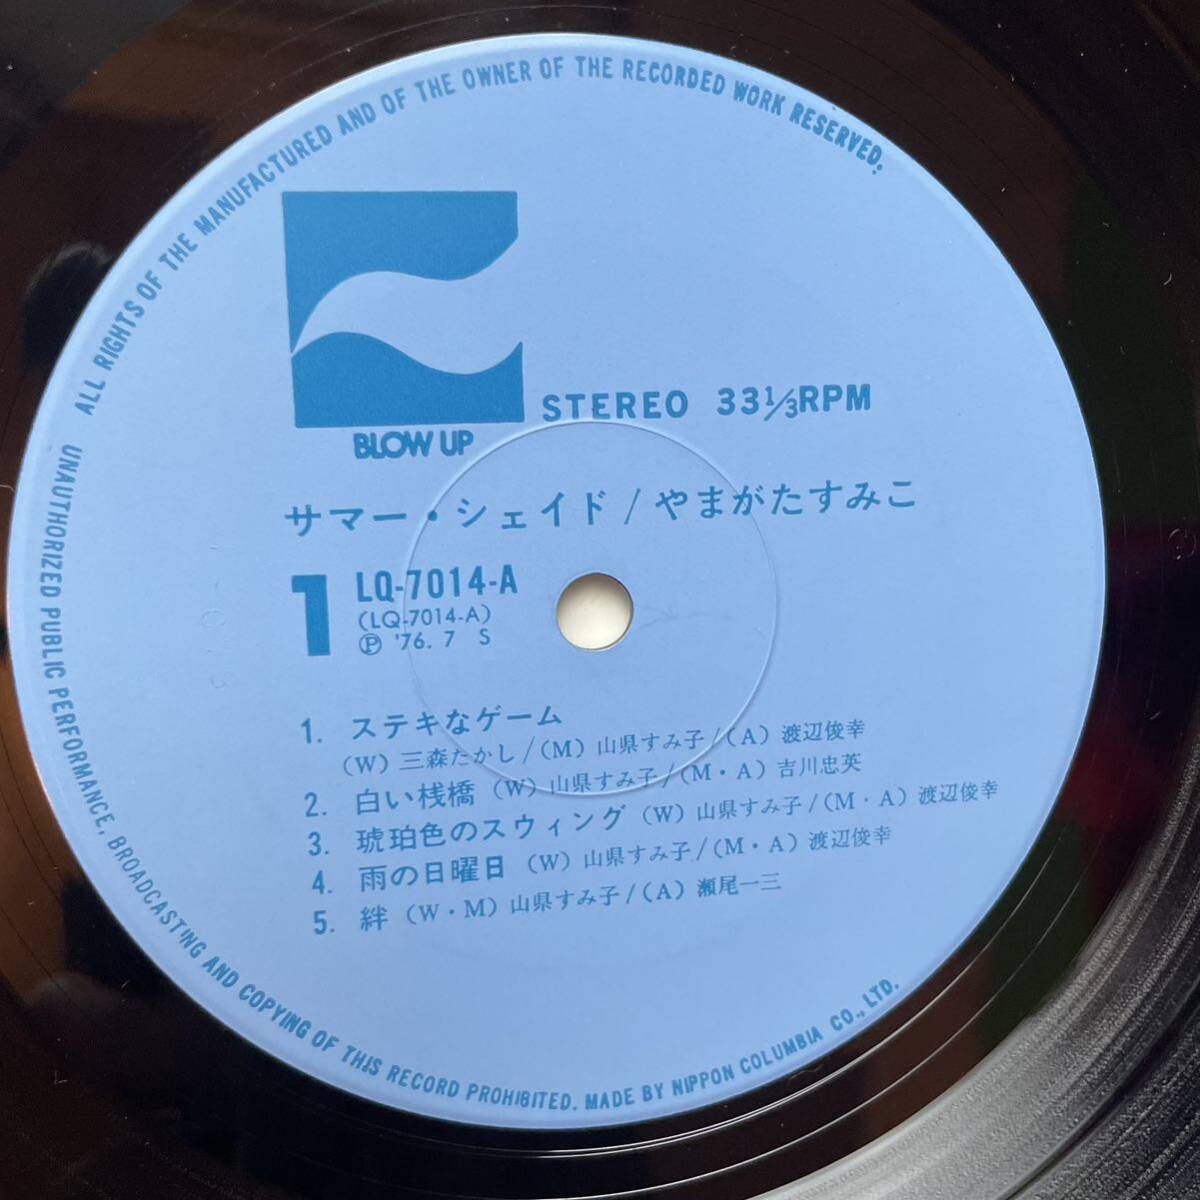 ALL RIGHTS OF THE MANUFACTURED AND OF THE OWNER OF THE RECORDED WORK RESERVED.
BLOW UP
STEREO 33⅓RPM
サマー・シェイド/やまがたすみこ
1
LQ-7014-A
(LQ-7014-A)
Ⓟ '76. 7 S
1. ステキなゲーム
(W) 三森たかし/(M) 山県すみ子/(A) 渡辺俊幸
2. 白い桟橋 (W) 山県すみ子/(M・A) 吉川忠英
3. 琥珀色のスウィング (W) 山県すみ子/(M・A) 渡辺俊幸
4. 雨の日曜日 (W) 山県すみ子/(M・A) 渡辺俊幸
5. 絆 (W・M) 山県すみ子/(A) 瀬尾一三
UNAUTHORIZED PUBLIC PERFORMANCE, BROADCASTING AND COPYING OF THIS RECORD PROHIBITED. MADE BY NIPPON COLUMBIA CO., LTD.